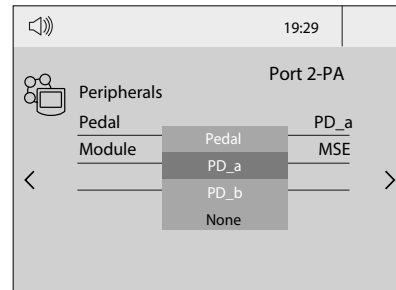 19:29
Port 2-PA
Peripherals
Pedal PD_a
Module MSE
Pedal
PD_a
PD_b
None